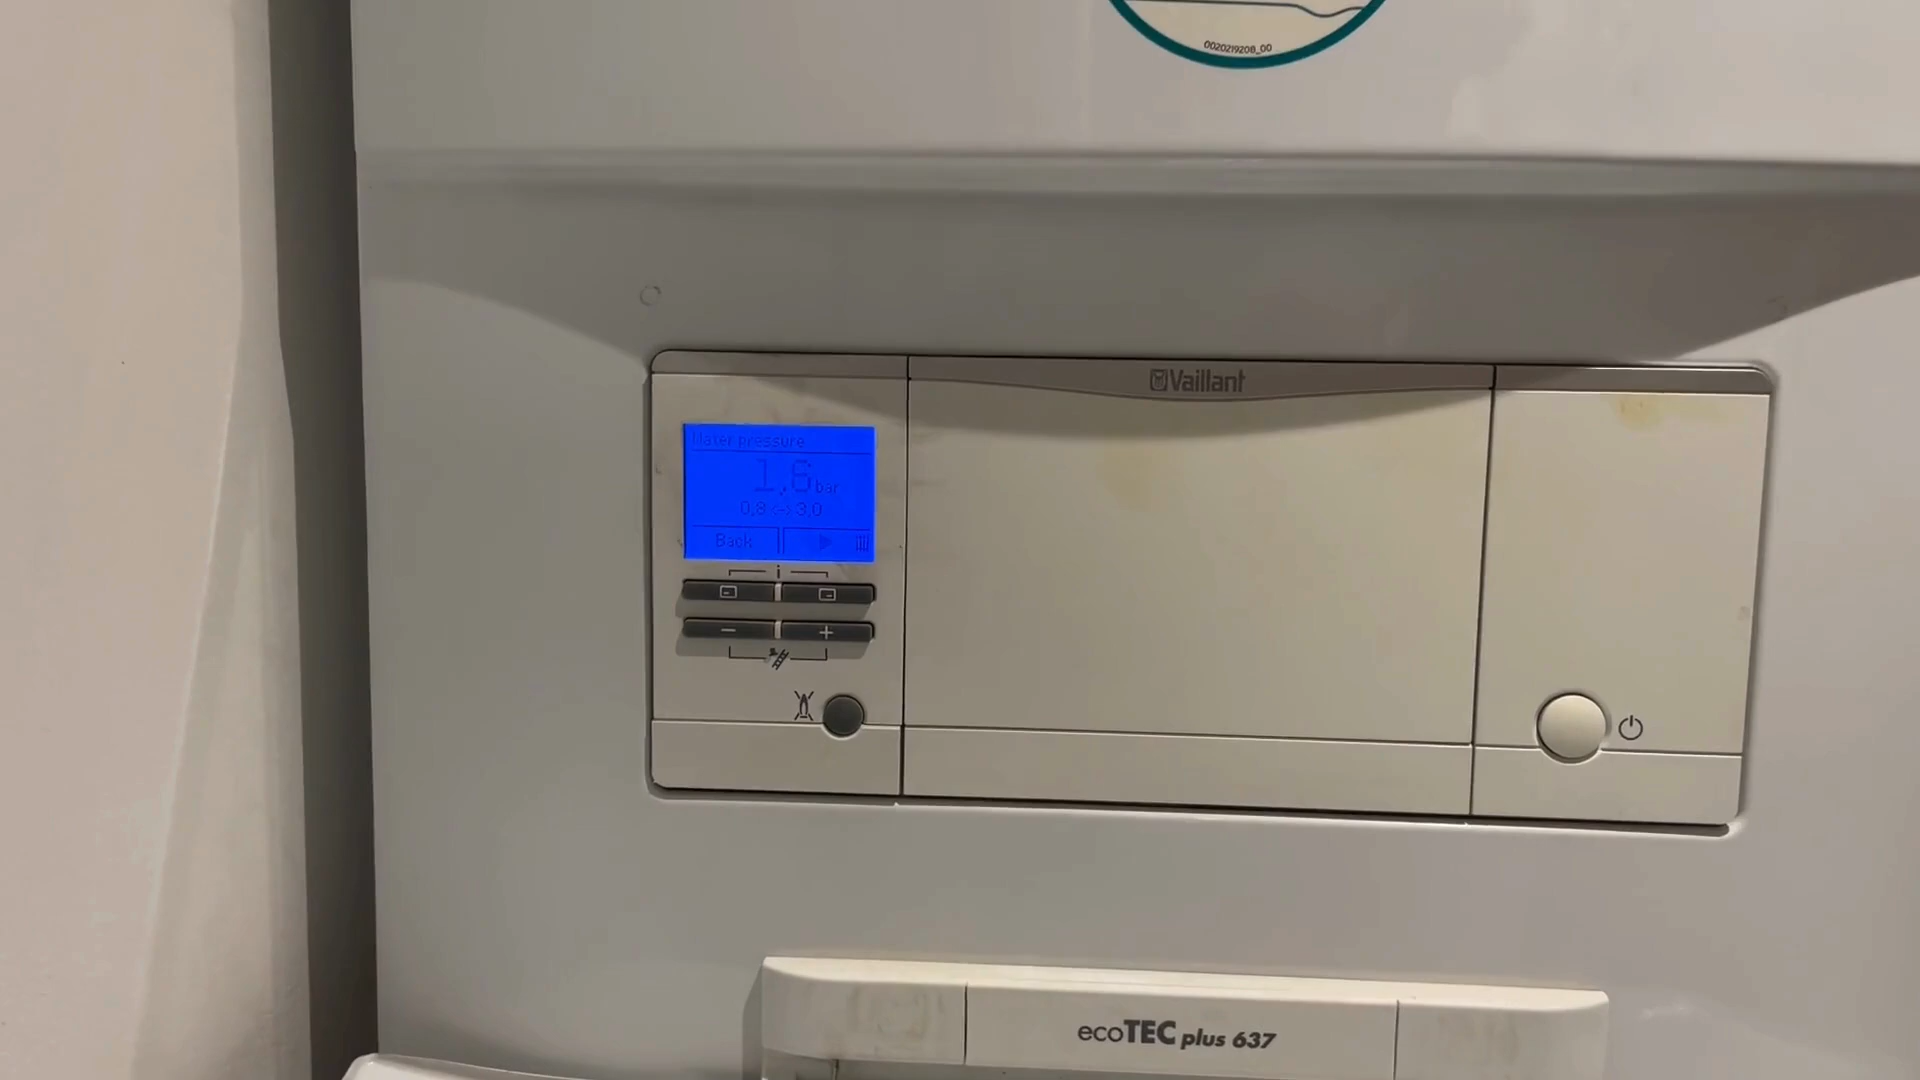 0020219208_00
Vaillant
Water pressure
1,6 bar
0,8<->3,0
Back
i
- +
ecoTEC plus 637